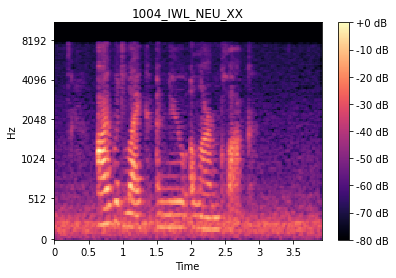 1004_IWL_NEU_XX
8192
4096
2048
1024
512
0
Hz
0 0.5 1 1.5 2 2.5 3 3.5
Time
+0 dB
-10 dB
-20 dB
-30 dB
-40 dB
-50 dB
-60 dB
-70 dB
-80 dB